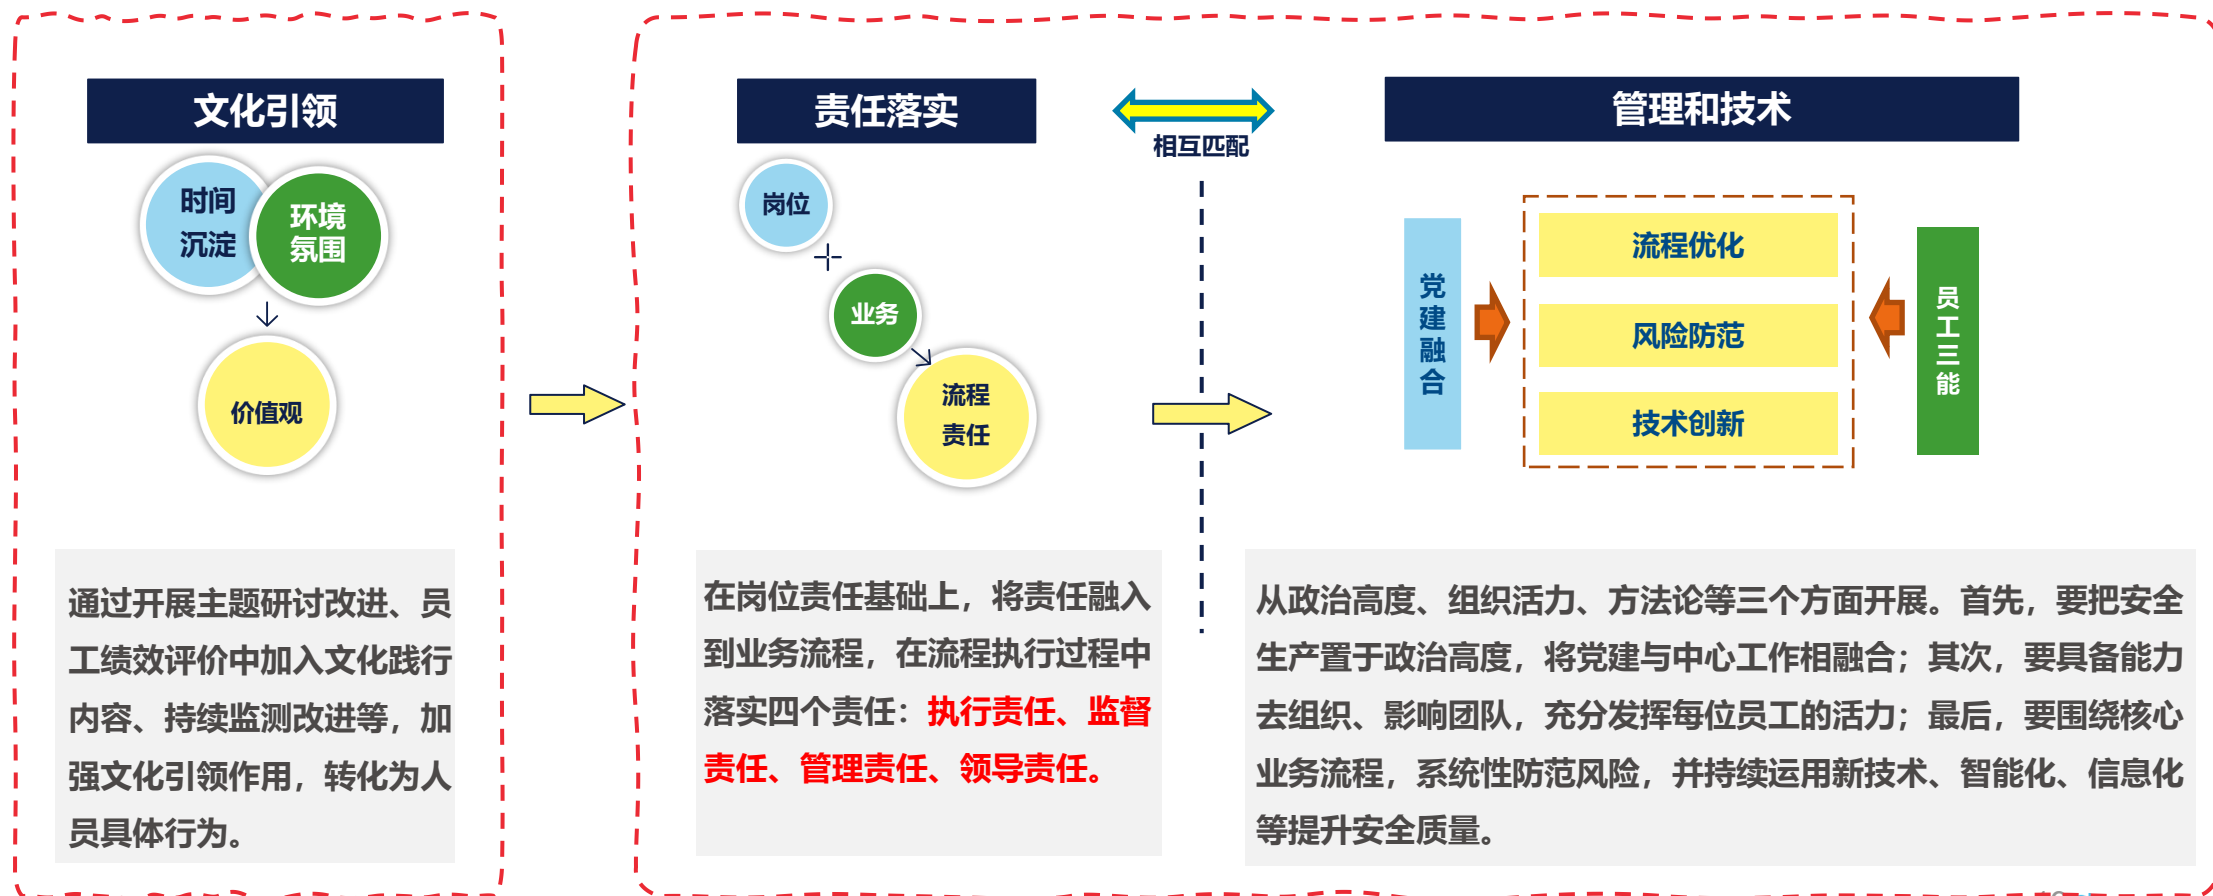 文化引领
时间
沉淀
环境
氛围
价值观
通过开展主题研讨改进、员
工绩效评价中加入文化践行
内容、持续监测改进等，加
强文化引领作用，转化为人
员具体行为。
责任落实
相互匹配
岗位
业务
流程
责任
在岗位责任基础上，将责任融入
到业务流程，在流程执行过程中
落实四个责任：执行责任、监督
责任、管理责任、领导责任。
管理和技术
党建融合
流程优化
风险防范
技术创新
员工三能
从政治高度、组织活力、方法论等三个方面开展。首先，要把安全
生产置于政治高度，将党建与中心工作相融合；其次，要具备能力
去组织、影响团队，充分发挥每位员工的活力；最后，要围绕核心
业务流程，系统性防范风险，并持续运用新技术、智能化、信息化
等提升安全质量。